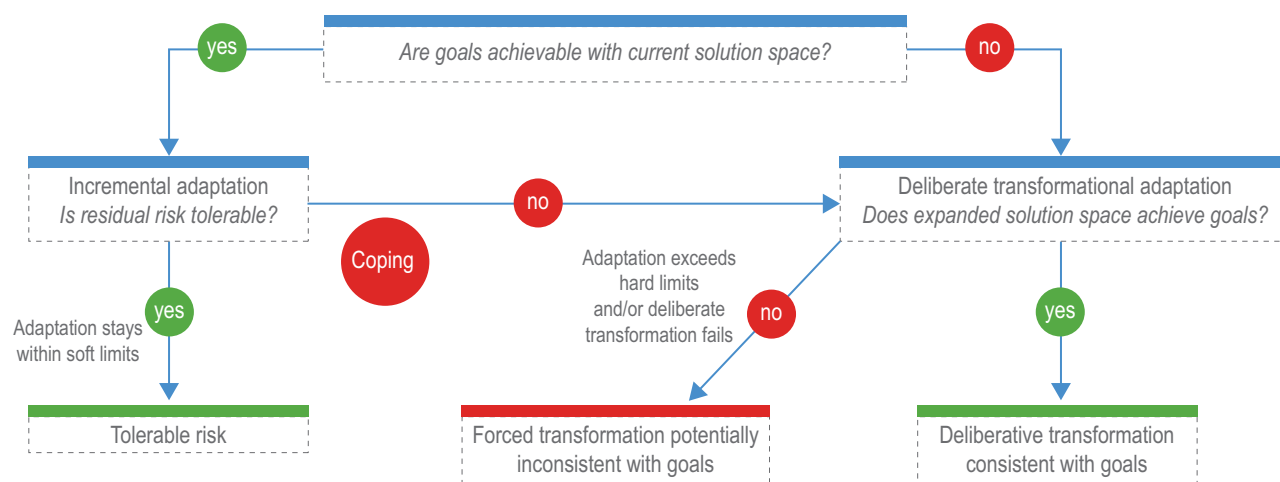 yes
Are goals achievable with current solution space?
no
Incremental adaptation
Is residual risk tolerable?
no
Deliberate transformational adaptation
Does expanded solution space achieve goals?
Coping
Adaptation exceeds
hard limits
and/or deliberate
transformation fails
no
yes
Adaptation stays
within soft limits
yes
Tolerable risk
Forced transformation potentially
inconsistent with goals
Deliberative transformation
consistent with goals